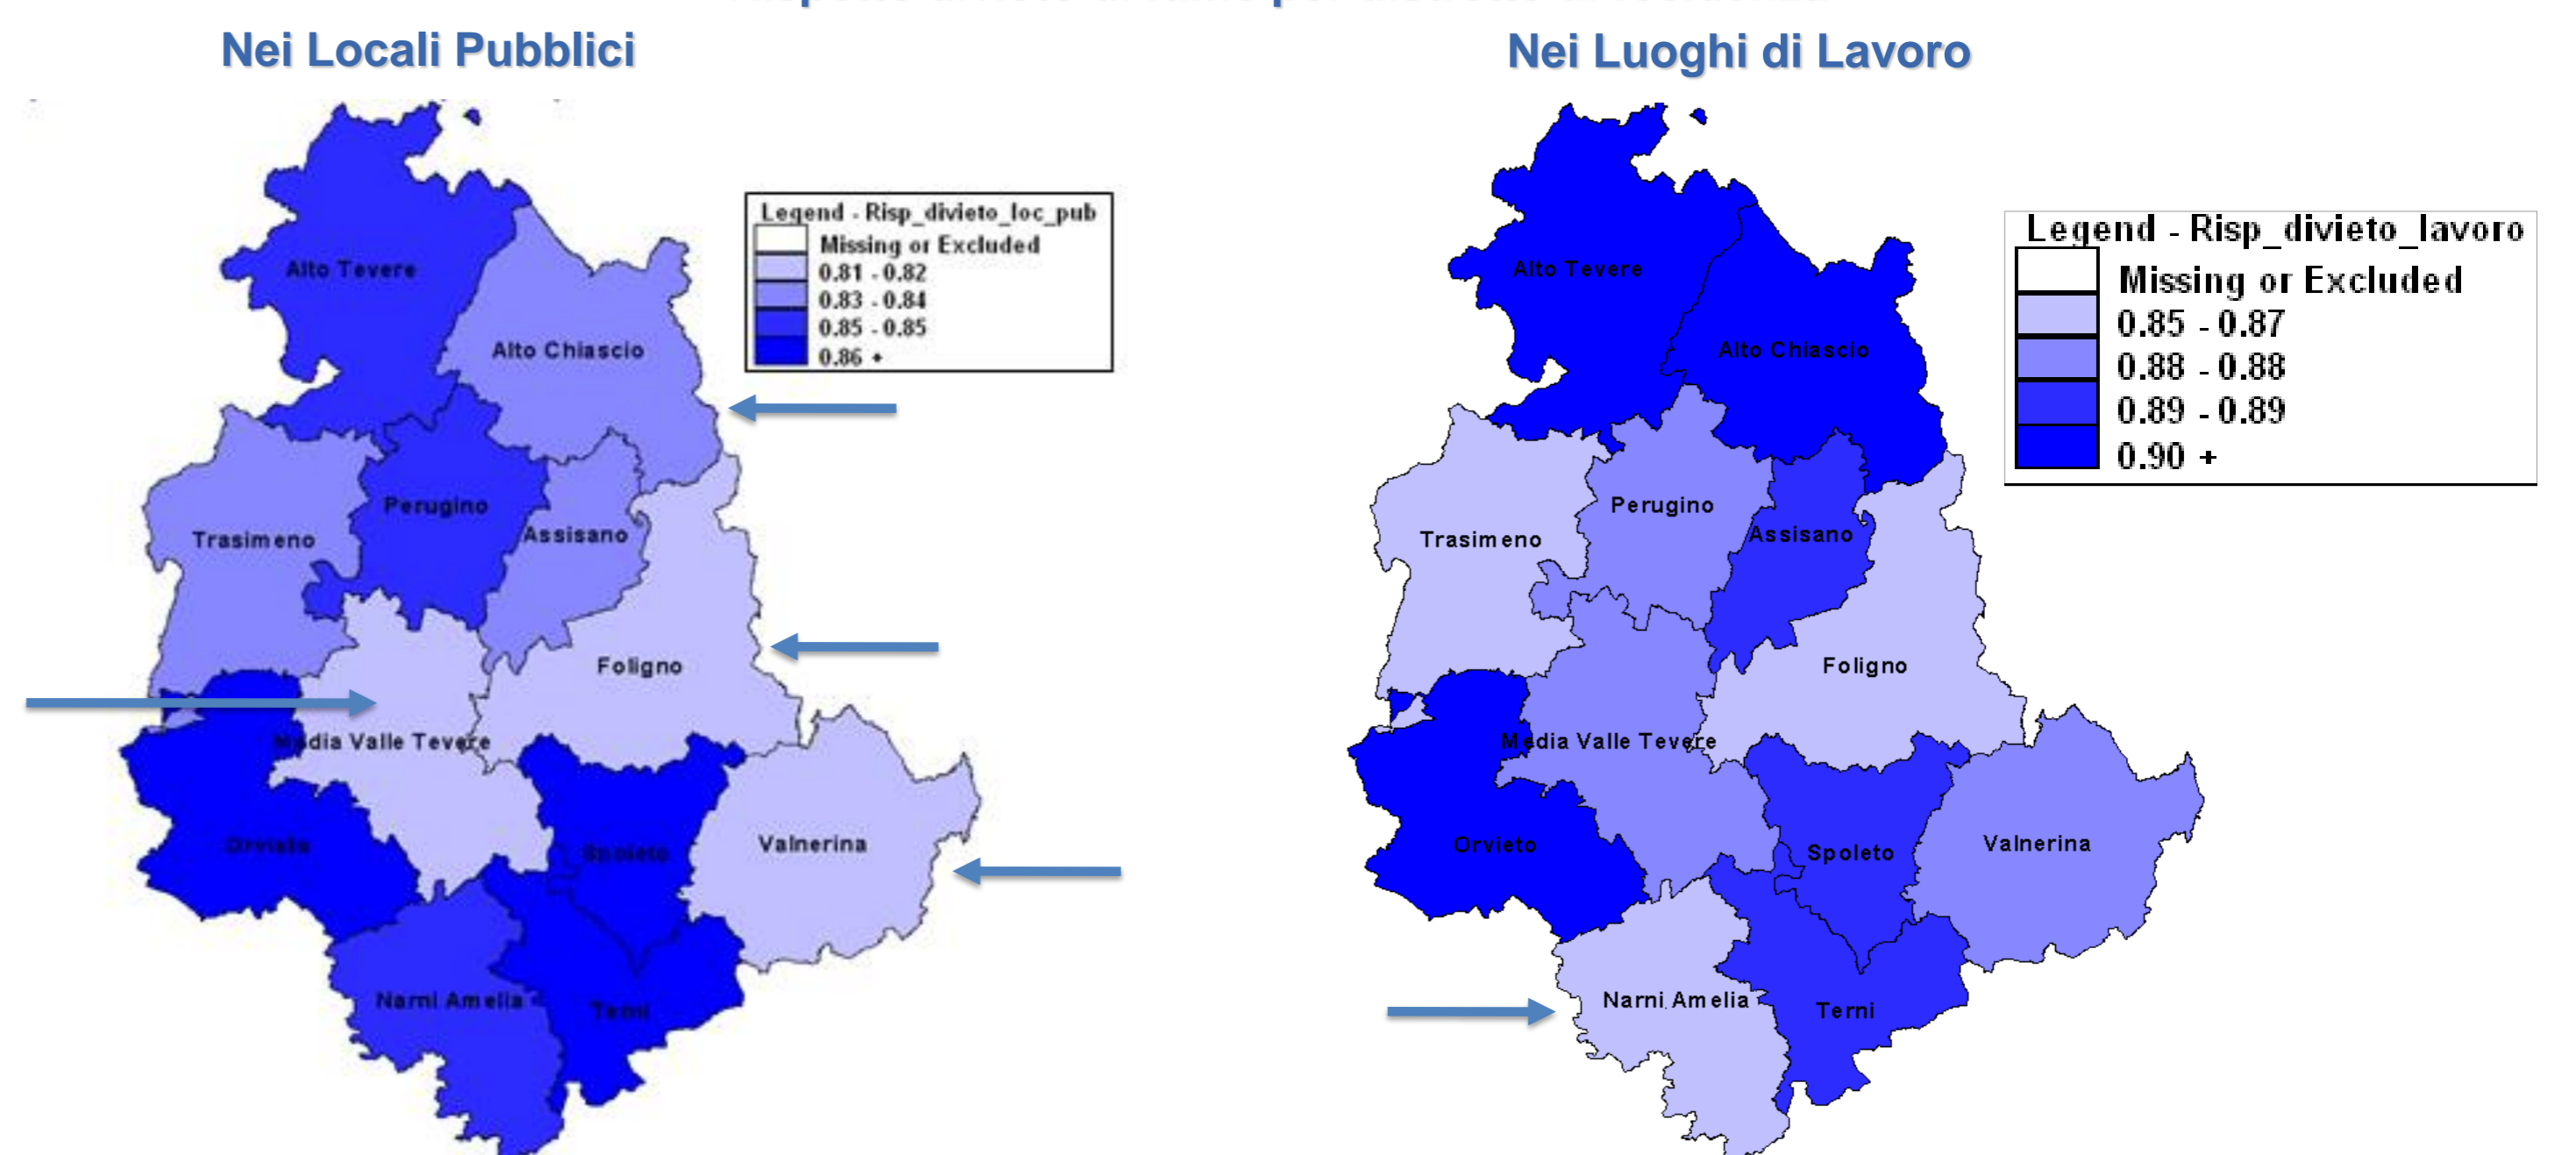 Nei Locali Pubblici
Legend - Risp_divieto_loc_pub
Missing or Excluded
0.81 - 0.82
0.83 - 0.84
0.85 - 0.85
0.86 +
Alto Tevere
Alto Chiascio
Perugino
Trasimeno
Assisano
Foligno
Media Valle Tevere
Orvieto
Spoleto
Valnerina
Narni Amelia
Terni
Nei Luoghi di Lavoro
Legend - Risp_divieto_lavoro
Missing or Excluded
0.85 - 0.87
0.88 - 0.88
0.89 - 0.89
0.90 +
Alto Tevere
Alto Chiascio
Perugino
Trasimeno
Assisano
Foligno
Media Valle Tevere
Orvieto
Spoleto
Valnerina
Narni Amelia
Terni